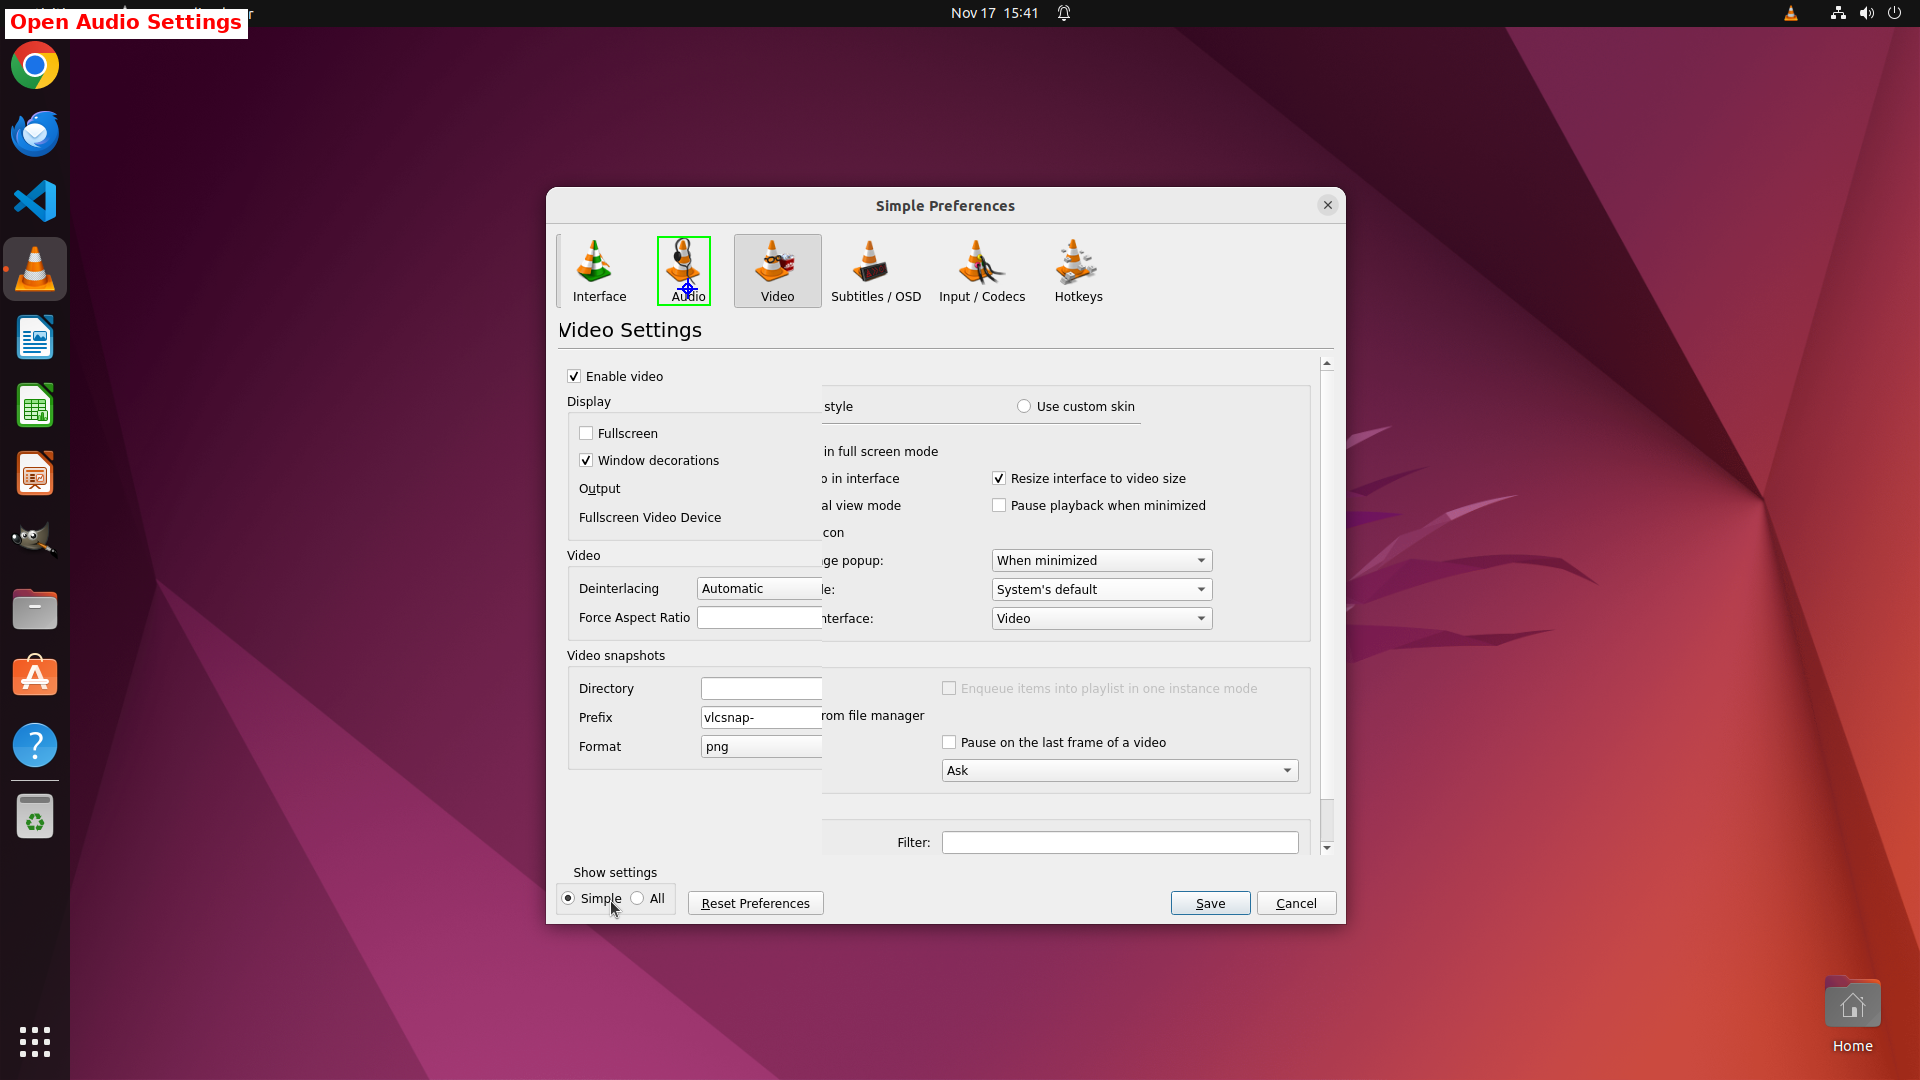 Open Audio Settings
Nov 17 15:41
Simple Preferences
Interface
Audio
Video
Subtitles / OSD
Input / Codecs
Hotkeys
Video Settings
Enable video
Display
style
Use custom skin
Fullscreen
in full screen mode
Window decorations
o in interface
Resize interface to video size
Output
al view mode
Pause playback when minimized
Fullscreen Video Device
con
Video
ge popup:
When minimized
Deinterlacing
Automatic
le:
System's default
Force Aspect Ratio
nterface:
Video
Video snapshots
Directory
Enqueue items into playlist in one instance mode
Prefix
vlcsnap-
rom file manager
Format
png
Pause on the last frame of a video
Ask
Filter:
Show settings
Simple
All
Reset Preferences
Save
Cancel
Home